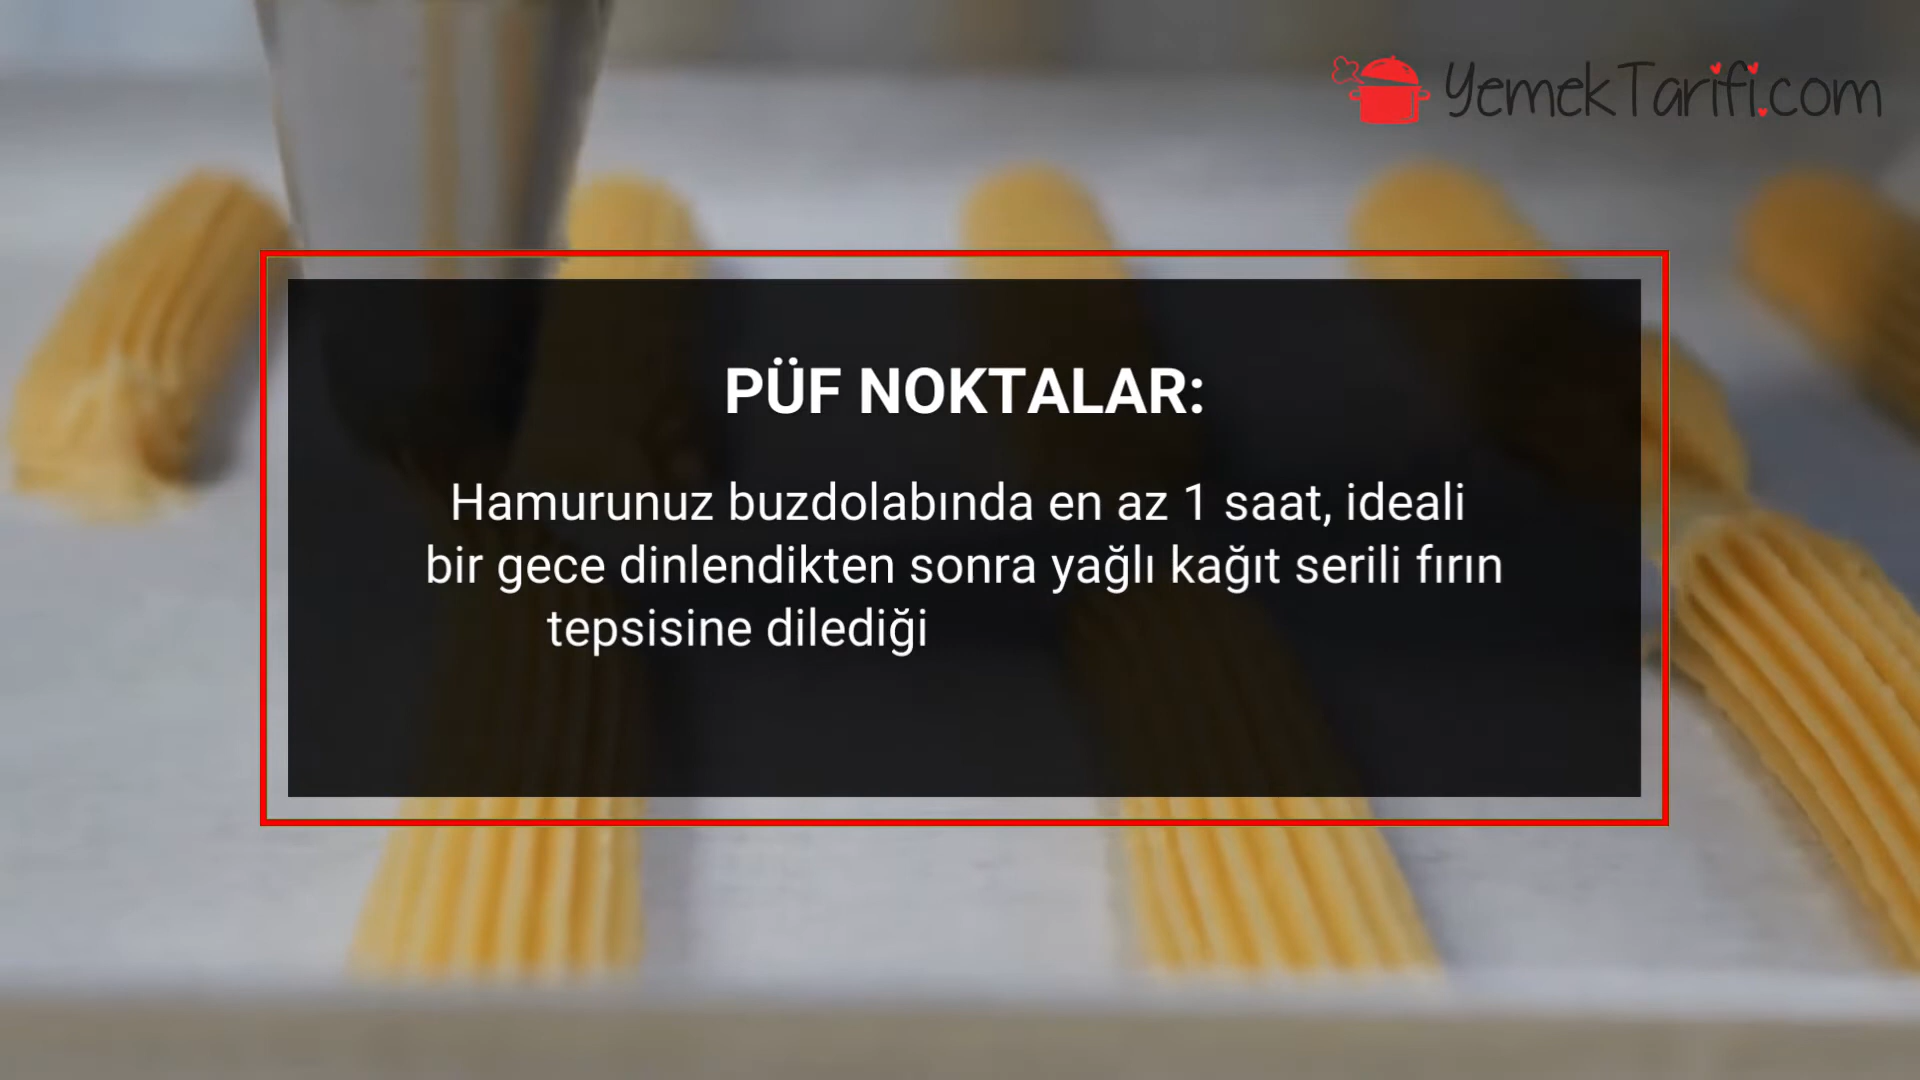 YemekTarifi.com
PÜF NOKTALAR:
Hamurunuz buzdolabında en az 1 saat, ideali
bir gece dinlendikten sonra yağlı kağıt serili fırın
tepsisine dilediği